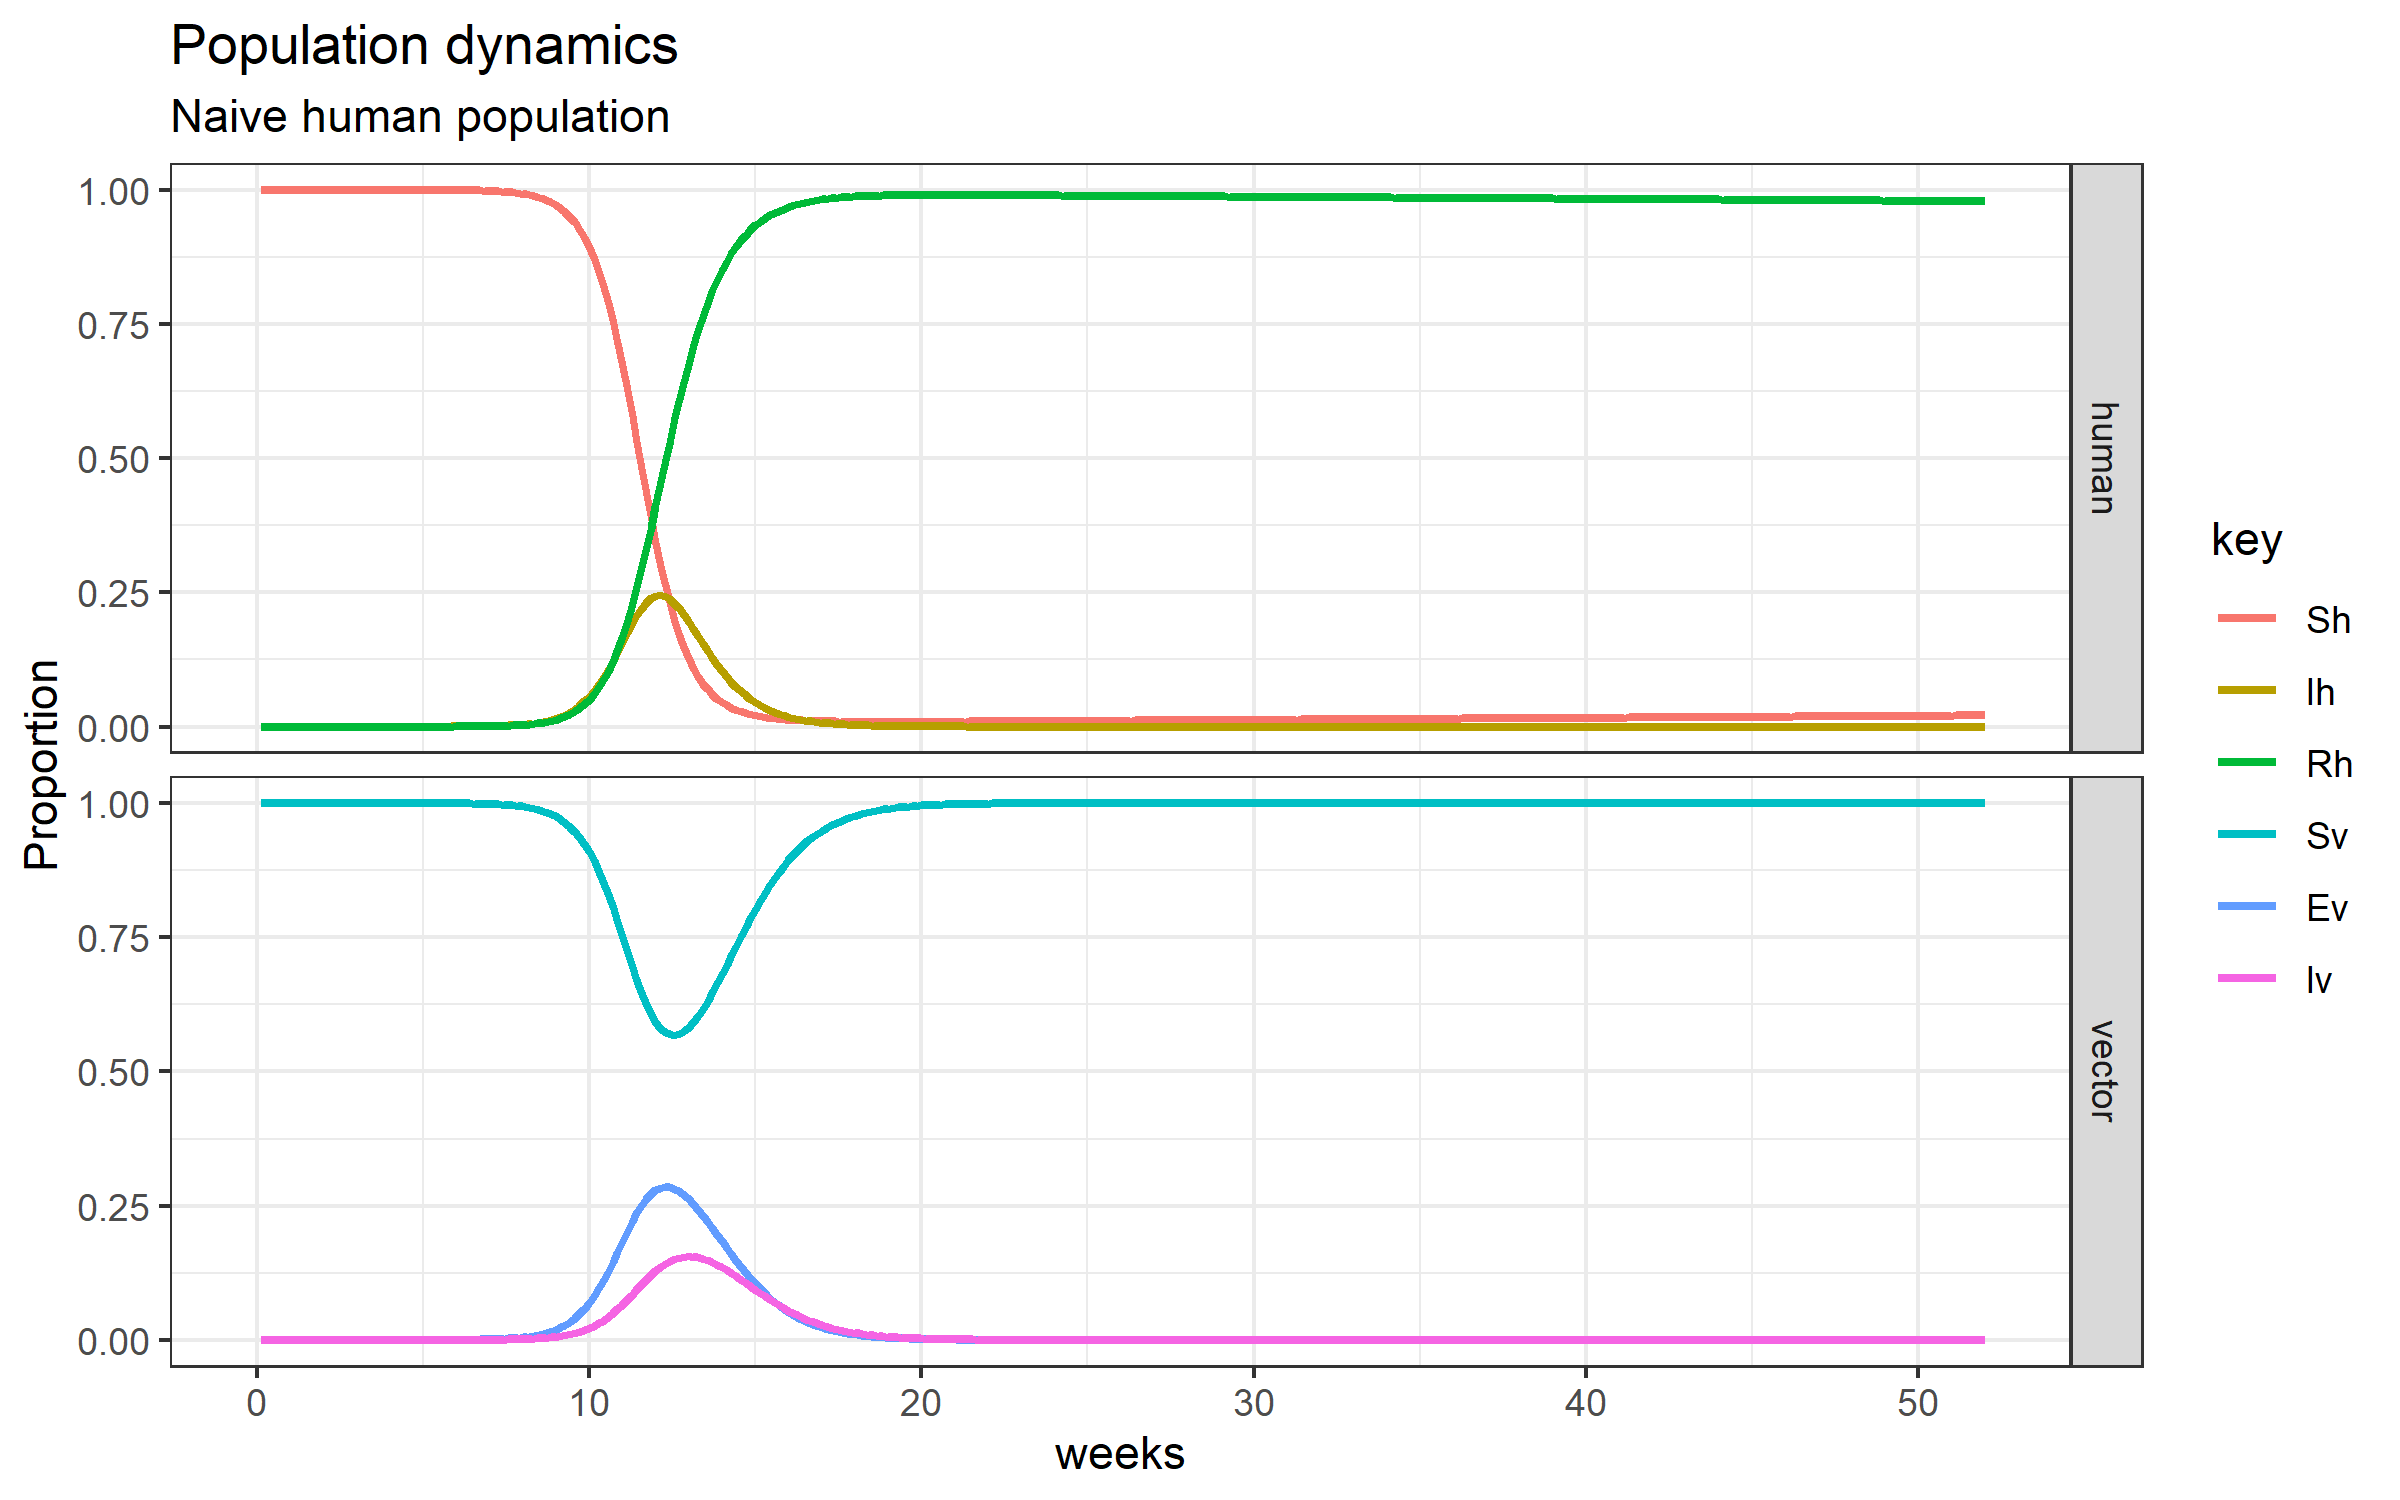 Population dynamics
Naive human population
Proportion
1.00
0.75
0.50
0.25
0.00
human
1.00
0.75
0.50
0.25
0.00
vector
0 10 20 30 40 50
weeks
key
Sh
Ih
Rh
Sv
Ev
Iv